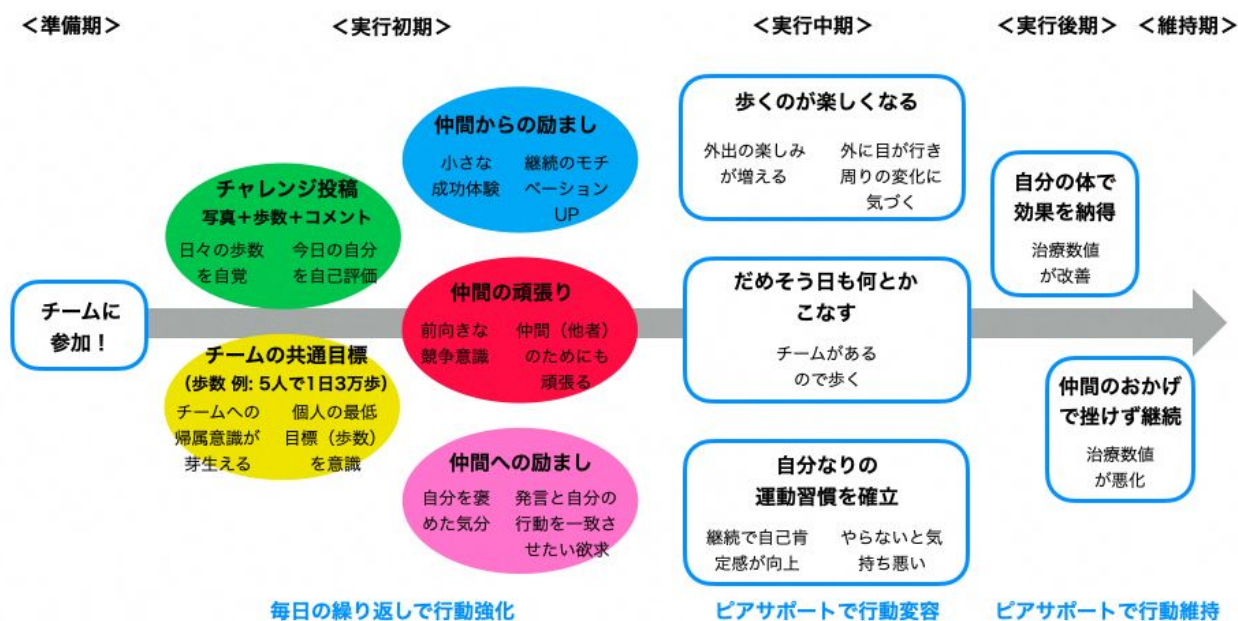 ＜準備期＞
＜実行初期＞
＜実行中期＞
＜実行後期＞
＜維持期＞
チームに
参加！
チャレンジ投稿
写真＋歩数＋コメント
日々の歩数
を自覚
今日の自分
を自己評価
チームの共通目標
（歩数 例: 5人で1日3万歩）
チームへの
帰属意識が
芽生える
個人の最低
目標（歩数）
を意識
仲間からの励まし
小さな
成功体験
継続のモチ
ベーション
UP
仲間の頑張り
前向きな
競争意識
仲間（他者）
のためにも
頑張る
仲間への励まし
自分を褒
めた気分
発言と自分の
行動を一致さ
せたい欲求
歩くのが楽しくなる
外出の楽しみ
が増える
外に目が行き
周りの変化に
気づく
だめそう日も何とか
こなす
チームがある
ので歩く
自分なりの
運動習慣を確立
継続で自己肯
定感が向上
やらないと気
持ち悪い
自分の体で
効果を納得
治療数値
が改善
仲間のおかげ
で挫けず継続
治療数値
が悪化
毎日の繰り返しで行動強化
ピアサポートで行動変容
ピアサポートで行動維持